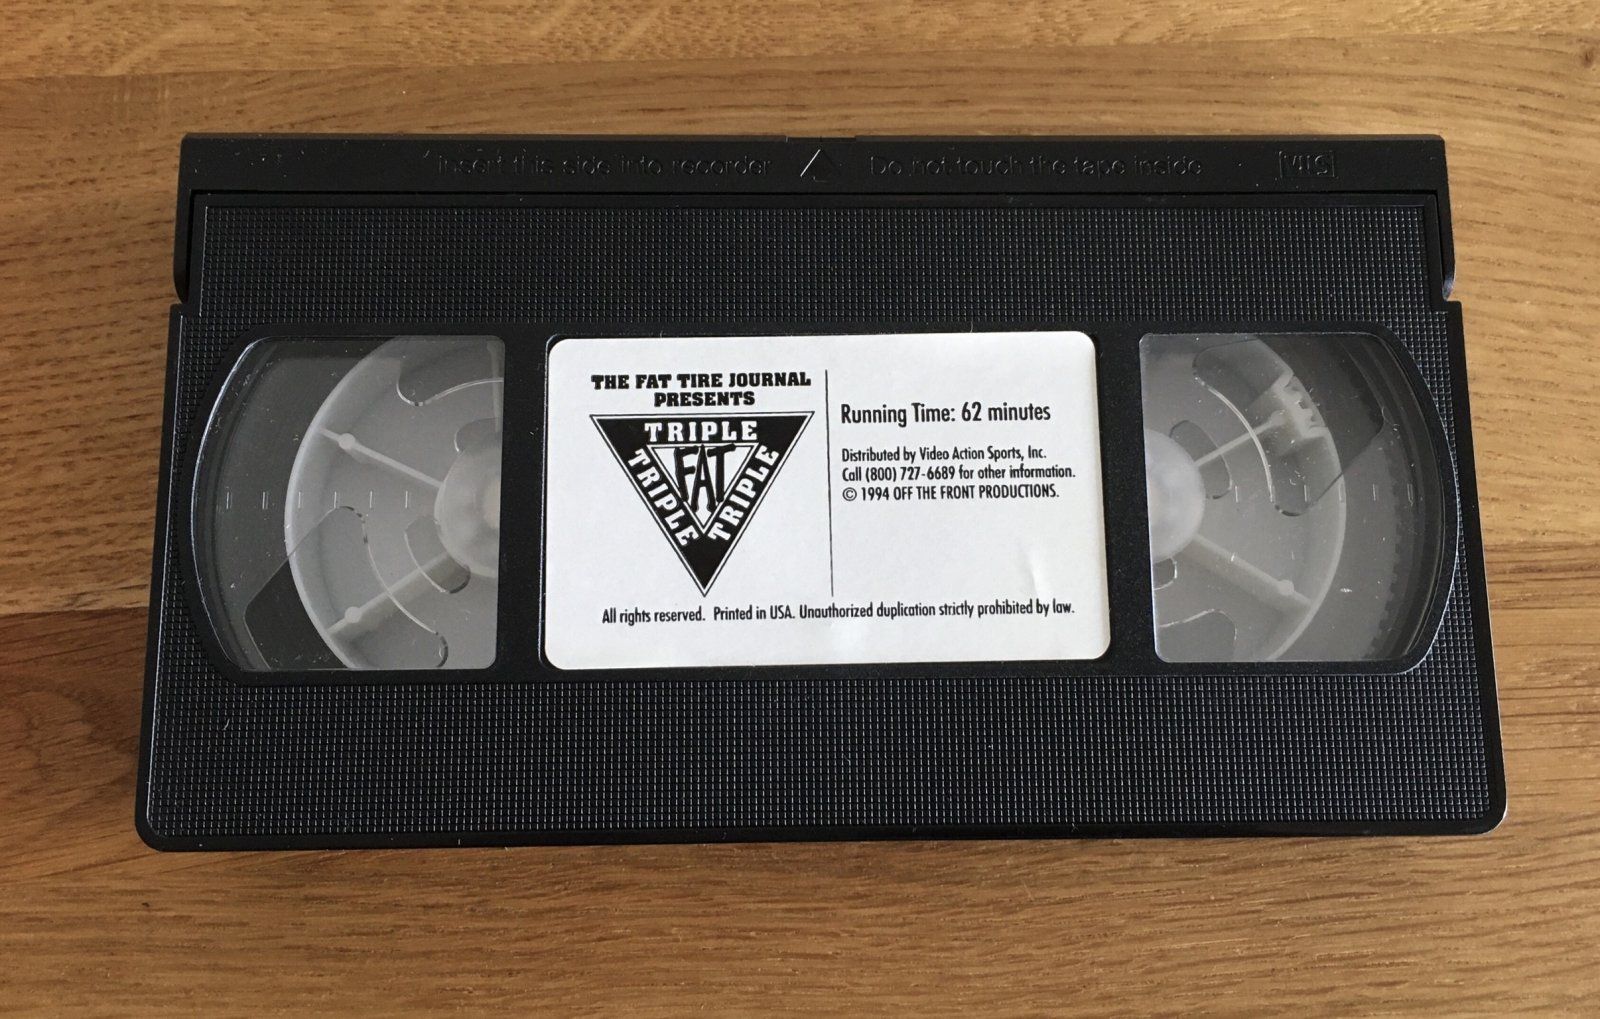 Insert this side into recorder
Do not touch the tape inside
VHS
THE FAT TIRE JOURNAL
PRESENTS
TRIPLE
TRIPLE
TRIPLE
FAT
Running Time: 62 minutes
Distributed by Video Action Sports, Inc.
Call (800) 727-6689 for other information.
© 1994 OFF THE FRONT PRODUCTIONS.
All rights reserved. Printed in USA. Unauthorized duplication strictly prohibited by law.